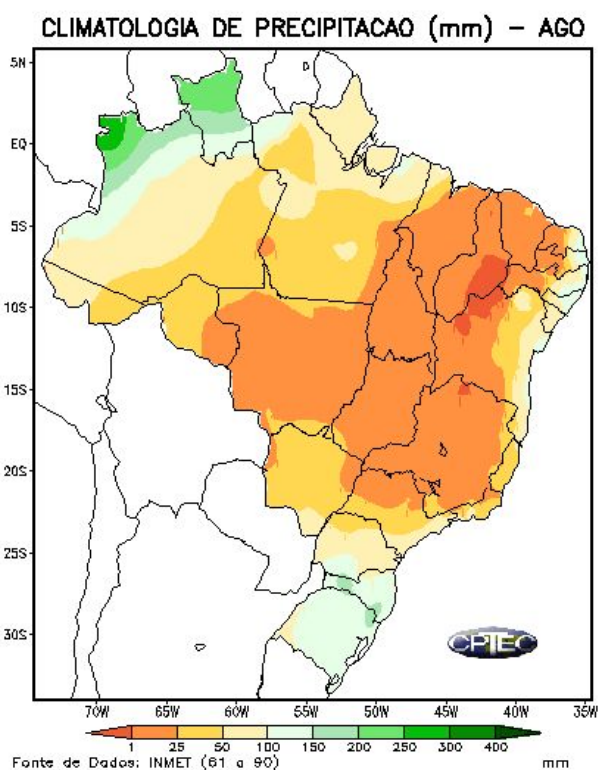 CLIMATOLOGIA DE PRECIPITACAO (mm) – AGO
5N
EQ
5S
10S
15S
20S
25S
30S
70W 65W 60W 55W 50W 45W 40W 35W
CPTEC
1 25 50 100 150 200 250 300 400
Fonte de Dados: INMET (61 a 90) mm